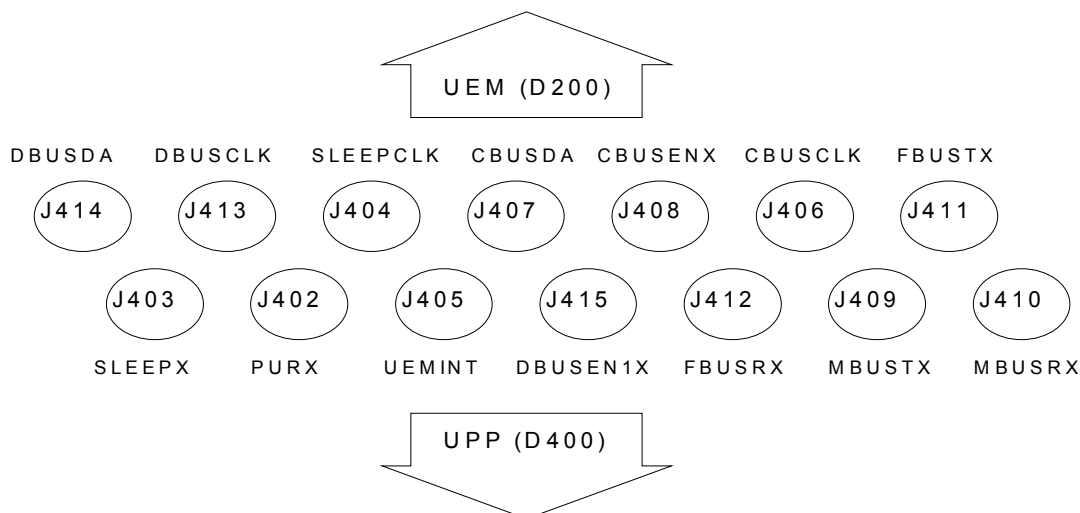 UEM (D200)
DBUSDA DBUSCLK SLEEPCLK CBUSDA CBUSENX CBUSCLK FBUSTX
J414 J413 J404 J407 J408 J406 J411
J403 J402 J405 J415 J412 J409 J410
SLEEPX PURX UEMINT DBUSEN1X FBUSRX MBUSTX MBUSRX
UPP (D400)